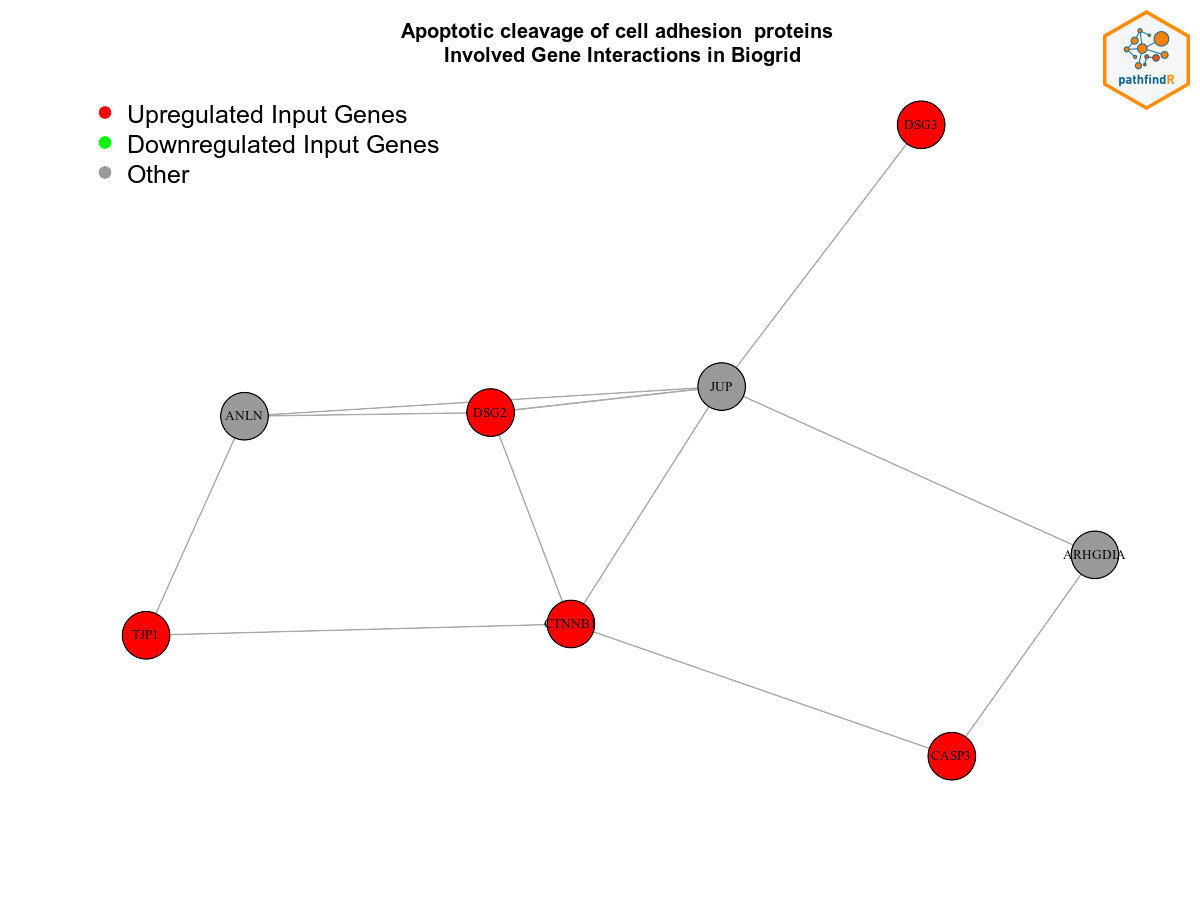 Apoptotic cleavage of cell adhesion  proteins
Involved Gene Interactions in Biogrid
pathfindR
Upregulated Input Genes
Downregulated Input Genes
Other
DSG3
JUP
ANLN
DSG2
ARHGDIA
TJP1
CTNNB1
CASP3